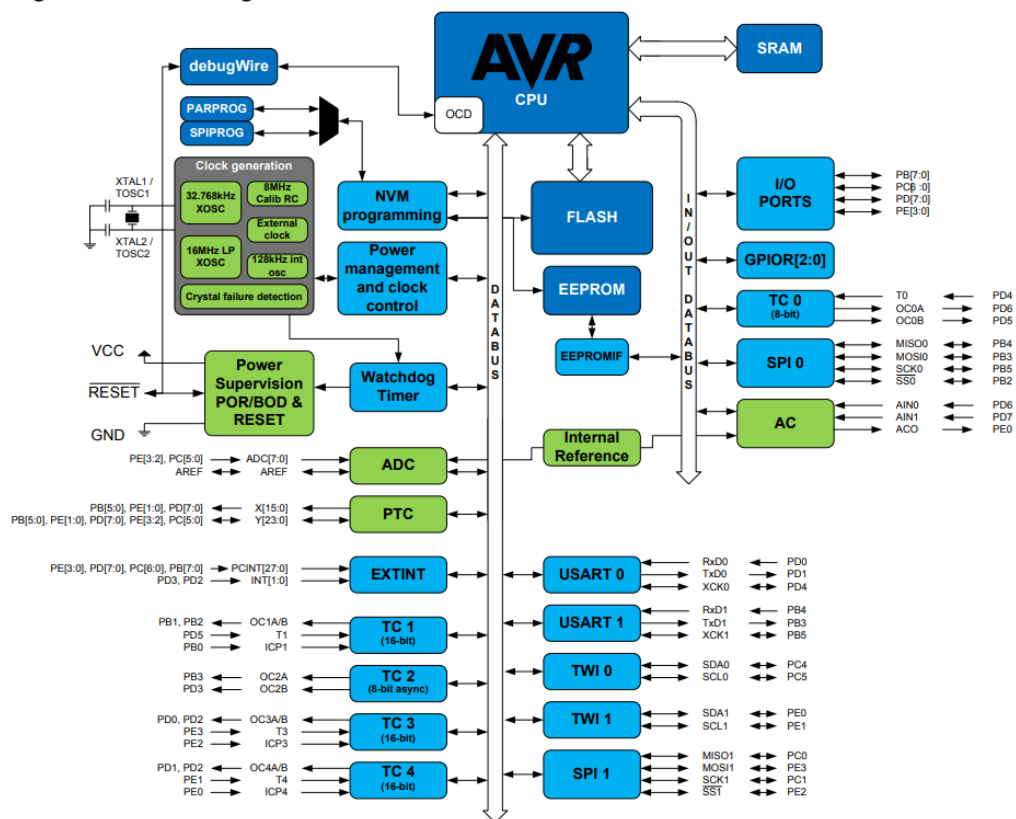 AVR
CPU
OCD
SRAM
debugWire
PARPROG
SPIPROG
Clock generation
XTAL1 /
TOSC1
32.768kHz
XOSC
8MHz
Calib RC
External
clock
XTAL2 /
TOSC2
16MHz LP
XOSC
128kHz int
osc
Crystal failure detection
NVM
programming
Power
management
and clock
control
FLASH
EEPROM
EEPROMIF
DATABUS
IN/OUT DATABUS
I/O
PORTS
PB[7:0]
PC[6:0]
PD[7:0]
PE[3:0]
GPIOR[2:0]
TC 0
(8-bit)
T0 PD4
OC0A PD6
OC0B PD5
SPI 0
MISO0 PB4
MOSI0 PB3
SCK0 PB5
SS0 PB2
AC
AIN0 PD6
AIN1 PD7
ACO PE0
VCC
RESET
GND
Power
Supervision
POR/BOD &
RESET
Watchdog
Timer
Internal
Reference
PE[3:2], PC[5:0] ADC[7:0]
AREF AREF
ADC
PB[5:0], PE[1:0], PD[7:0] X[15:0]
PB[5:0], PE[1:0], PD[7:0], PE[3:2], PC[5:0] Y[23:0]
PTC
PE[3:0], PD[7:0], PC[6:0], PB[7:0] PCINT[27:0]
PD3, PD2 INT[1:0]
EXTINT
PB1, PB2 OC1A/B
PD5 T1
PB0 ICP1
TC 1
(16-bit)
PB3 OC2A
PD3 OC2B
TC 2
(8-bit async)
PD0, PD2 OC3A/B
PE3 T3
PE2 ICP3
TC 3
(16-bit)
PD1, PD2 OC4A/B
PE1 T4
PE0 ICP4
TC 4
(16-bit)
USART 0
RxD0 PD0
TxD0 PD1
XCK0 PD4
USART 1
RxD1 PB4
TxD1 PB3
XCK1 PB5
TWI 0
SDA0 PC4
SCL0 PC5
TWI 1
SDA1 PE0
SCL1 PE1
SPI 1
MISO1 PC0
MOSI1 PE3
SCK1 PC1
SS1 PE2